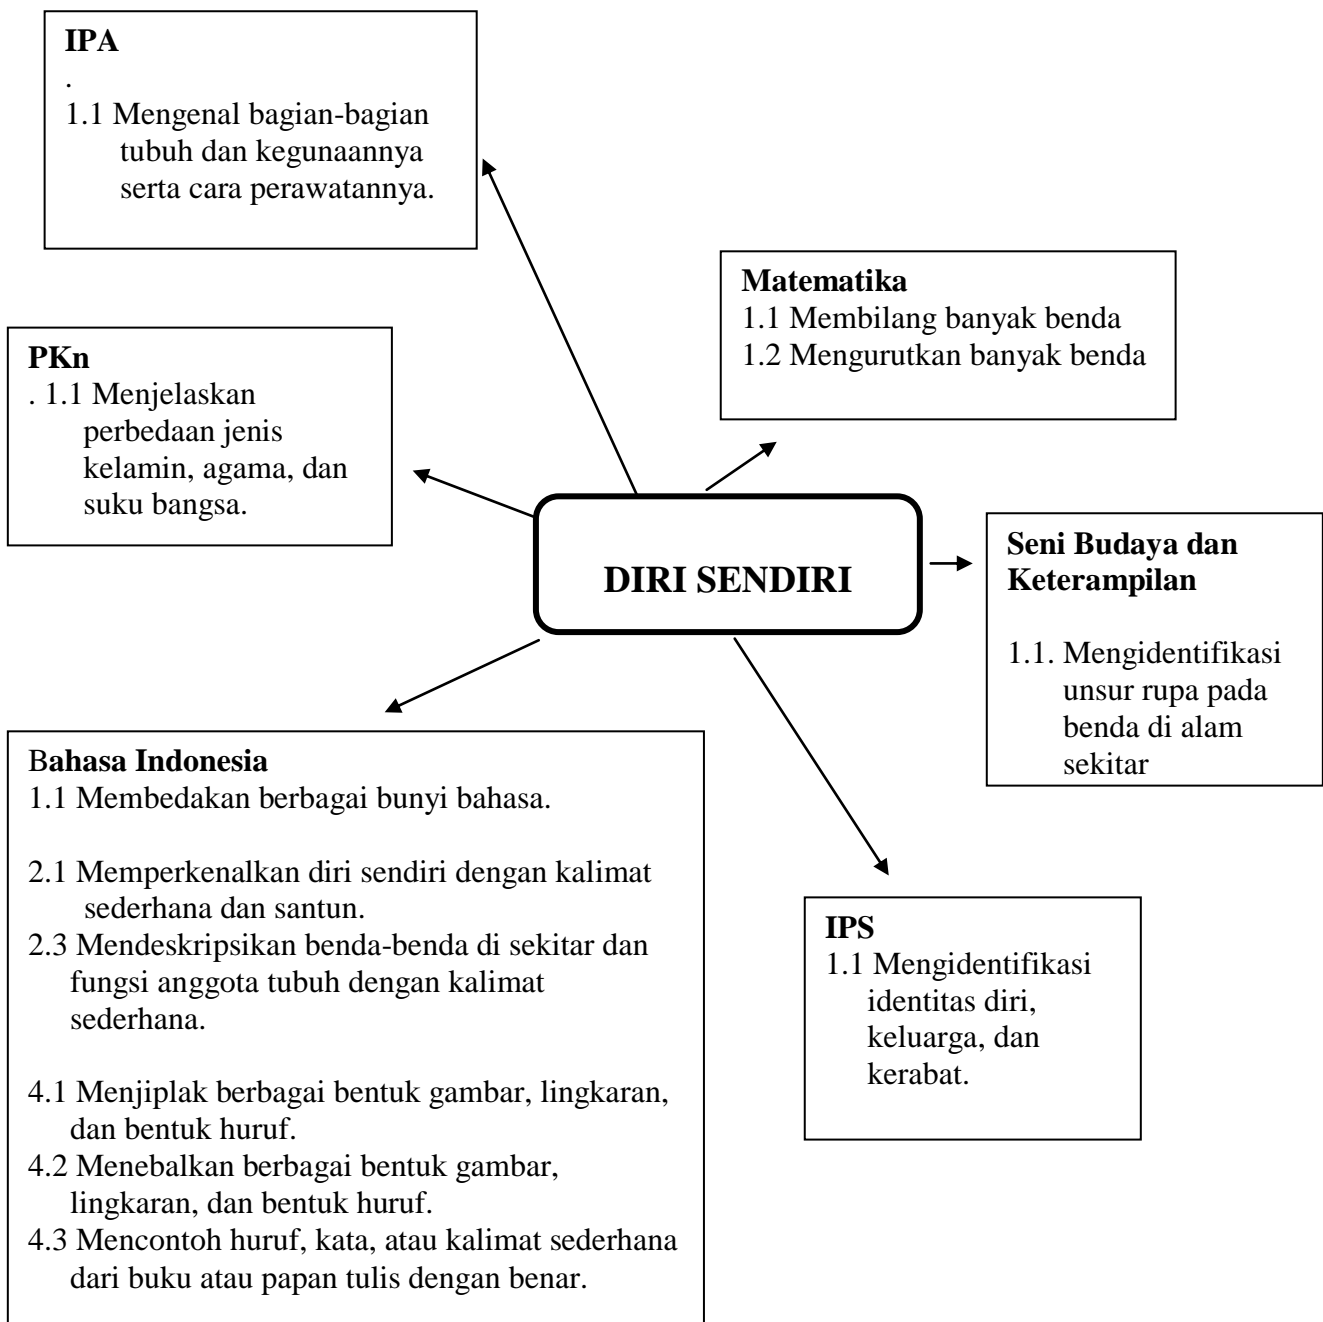 IPA
.
1.1 Mengenal bagian-bagian
tubuh dan kegunaannya
serta cara perawatannya.
Matematika
1.1 Membilang banyak benda
1.2 Mengurutkan banyak benda
PKn
. 1.1 Menjelaskan
perbedaan jenis
kelamin, agama, dan
suku bangsa.
DIRI SENDIRI
Seni Budaya dan
Keterampilan
1.1. Mengidentifikasi
unsur rupa pada
benda di alam
sekitar
Bahasa Indonesia
1.1 Membedakan berbagai bunyi bahasa.
2.1 Memperkenalkan diri sendiri dengan kalimat
sederhana dan santun.
2.3 Mendeskripsikan benda-benda di sekitar dan
fungsi anggota tubuh dengan kalimat
sederhana.
4.1 Menjiplak berbagai bentuk gambar, lingkaran,
dan bentuk huruf.
4.2 Menebalkan berbagai bentuk gambar,
lingkaran, dan bentuk huruf.
4.3 Mencontoh huruf, kata, atau kalimat sederhana
dari buku atau papan tulis dengan benar.
IPS
1.1 Mengidentifikasi
identitas diri,
keluarga, dan
kerabat.